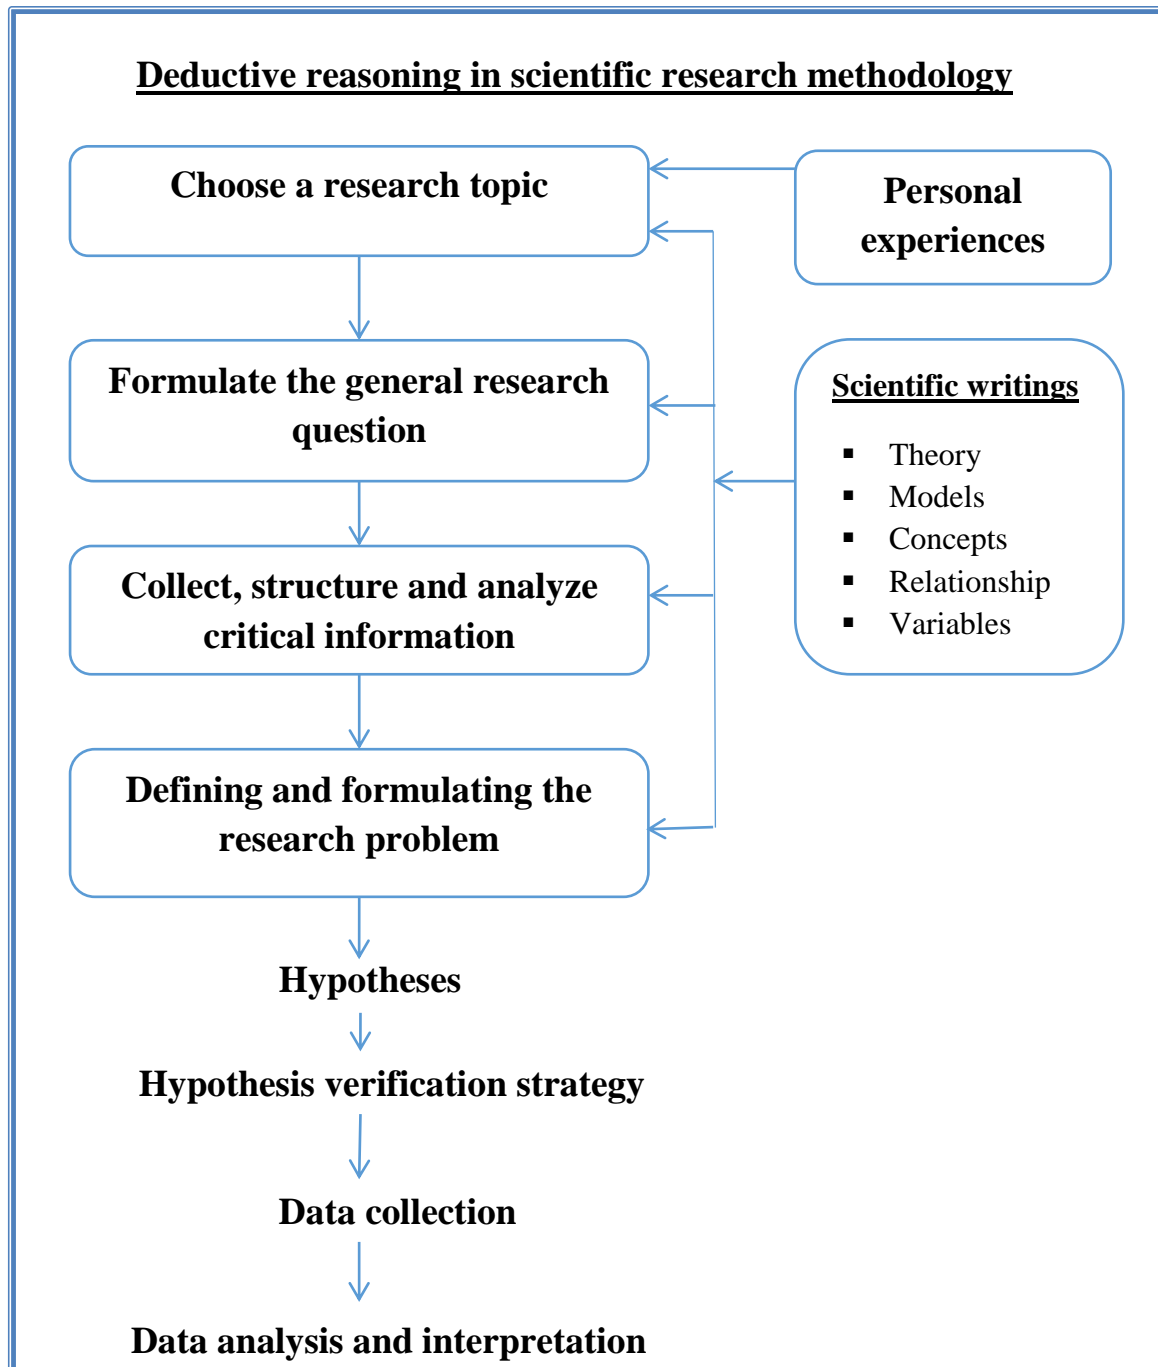 Deductive reasoning in scientific research methodology
Choose a research topic
Personal
experiences
Formulate the general research
question
Scientific writings
▪ Theory
▪ Models
▪ Concepts
▪ Relationship
▪ Variables
Collect, structure and analyze
critical information
Defining and formulating the
research problem
Hypotheses
Hypothesis verification strategy
Data collection
Data analysis and interpretation